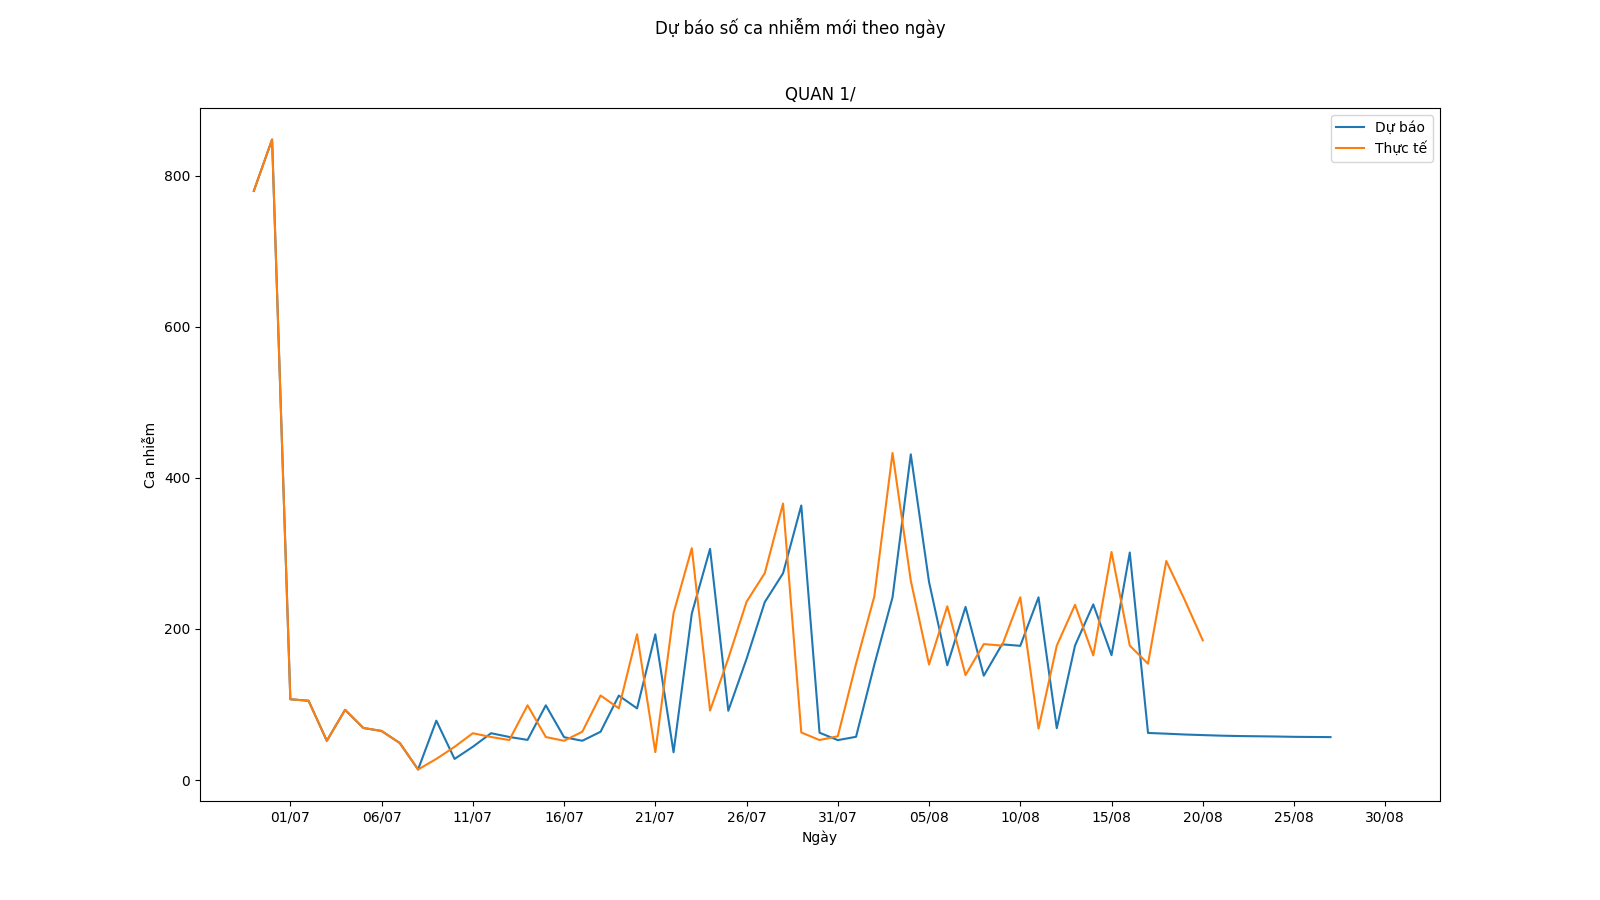 Dự báo số ca nhiễm mới theo ngày
QUAN 1/
Dự báo
Thực tế
800
600
400
200
0
Ca nhiễm
01/07 06/07 11/07 16/07 21/07 26/07 31/07 05/08 10/08 15/08 20/08 25/08 30/08
Ngày